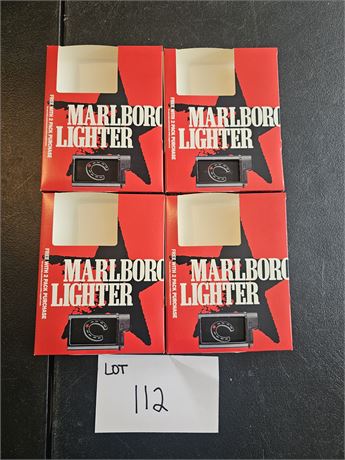 FREE WITH 2 PACK PURCHASE
MARLBORO
LIGHTER
FREE WITH 2 PACK PURCHASE
MARLBORO
LIGHTER
FREE WITH 2 PACK PURCHASE
MARLBORO
LIGHTER
FREE WITH 2 PACK PURCHASE
MARLBORO
LIGHTER
LOT
112